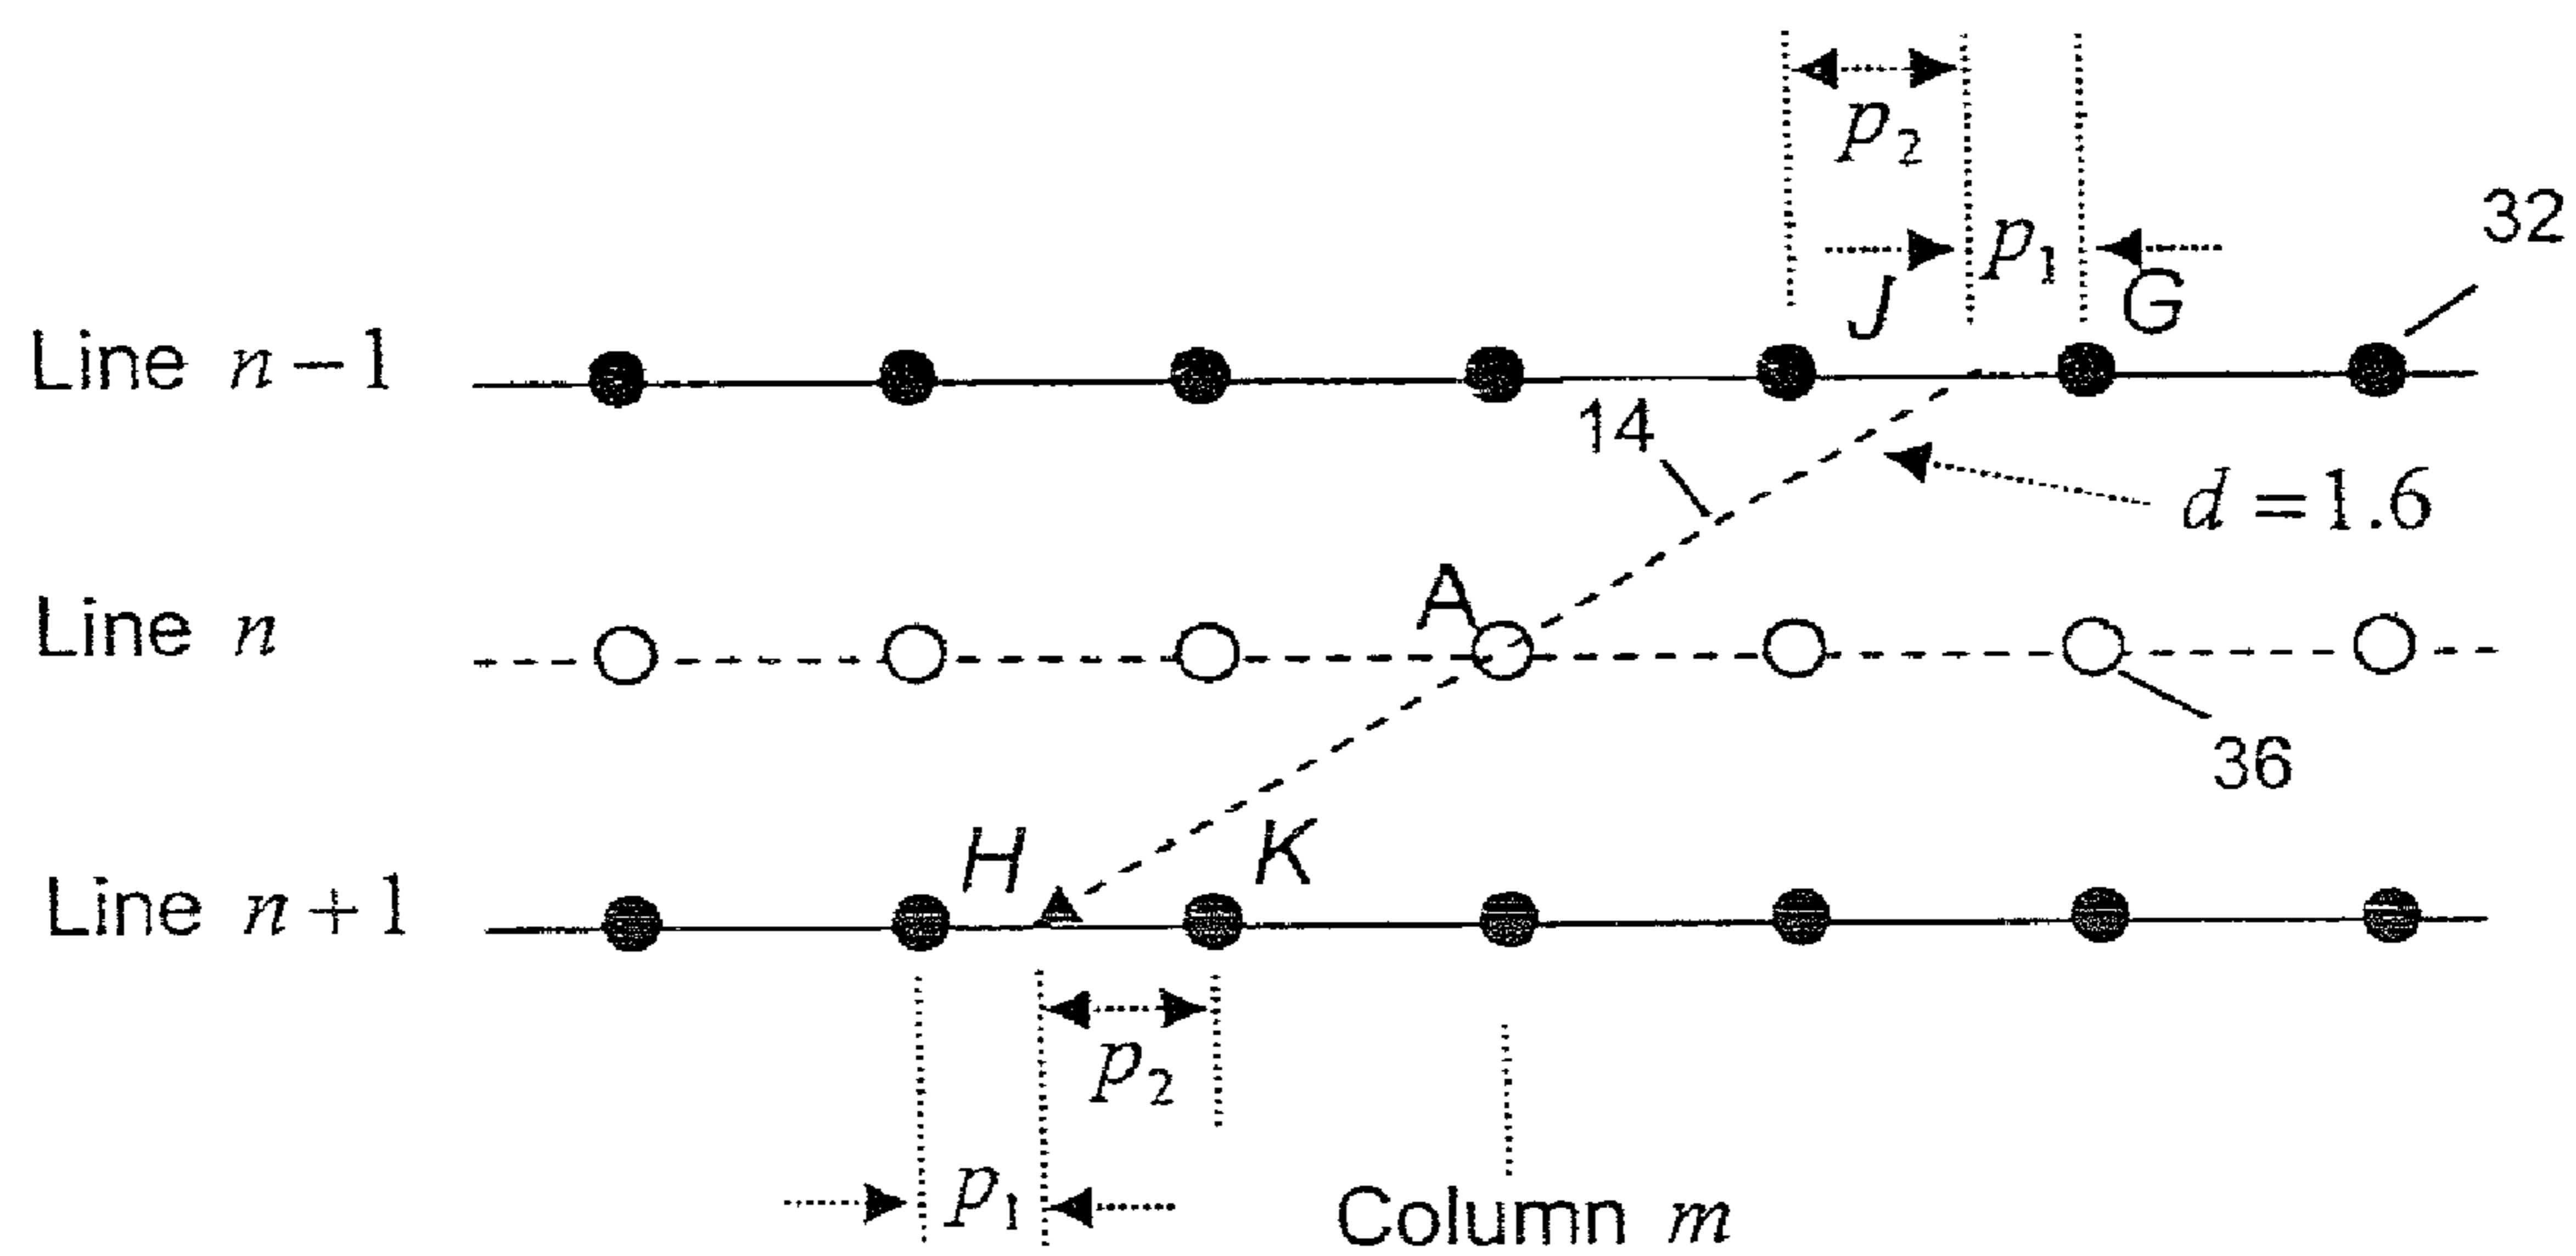 p₂
32
p₁
J
G
Line n − 1
14
d = 1.6
A
Line n
36
H
K
Line n + 1
p₂
p₁
Column m